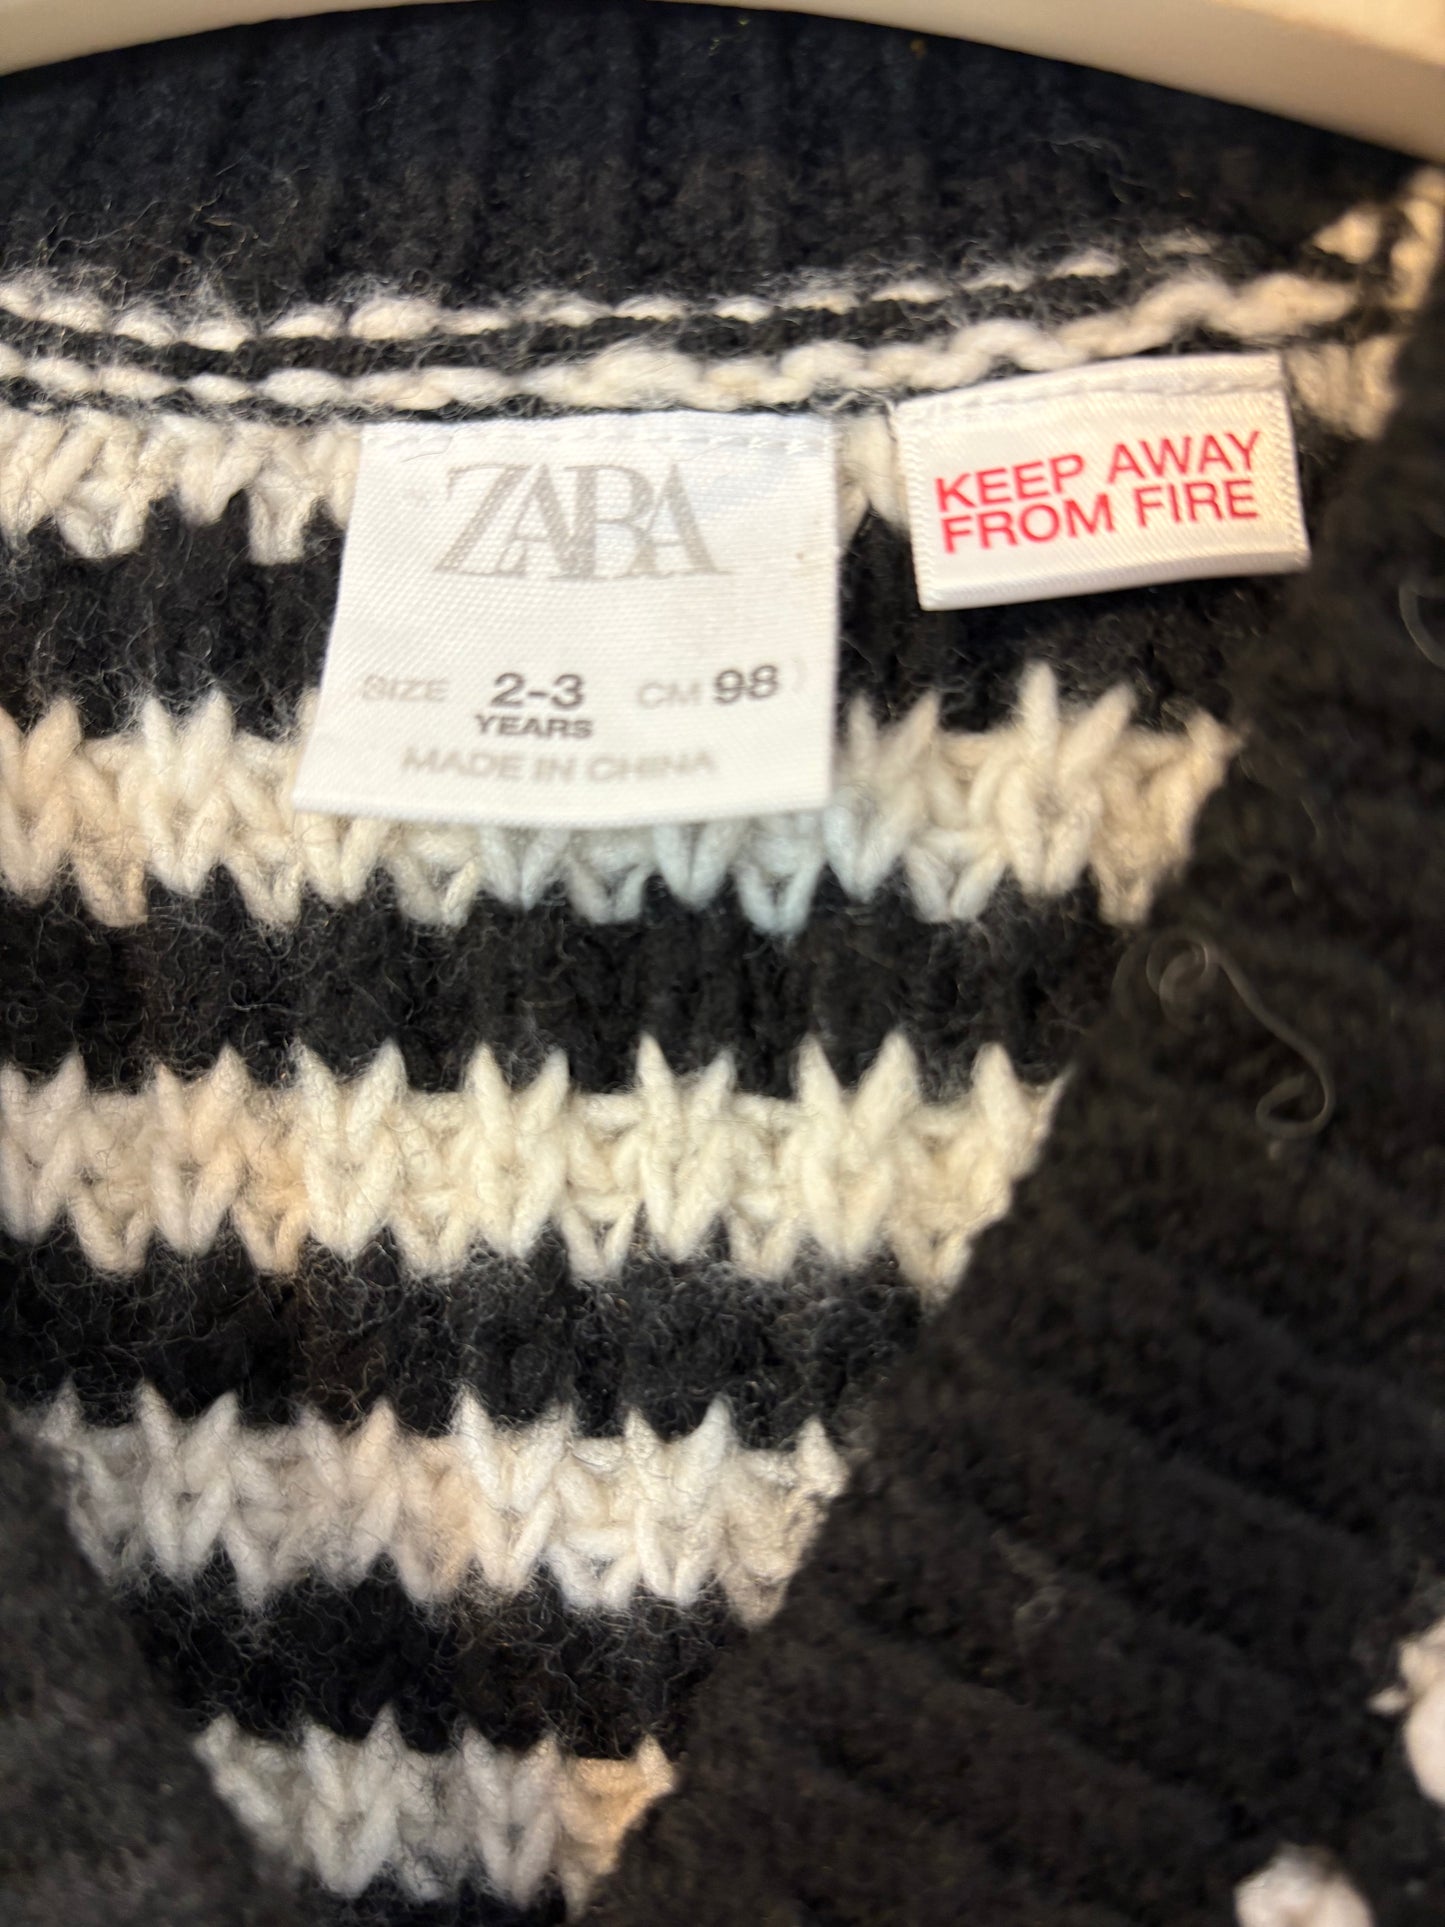 ZARA
SIZE 2-3 CM 98
YEARS
MADE IN CHINA
KEEP AWAY
FROM FIRE